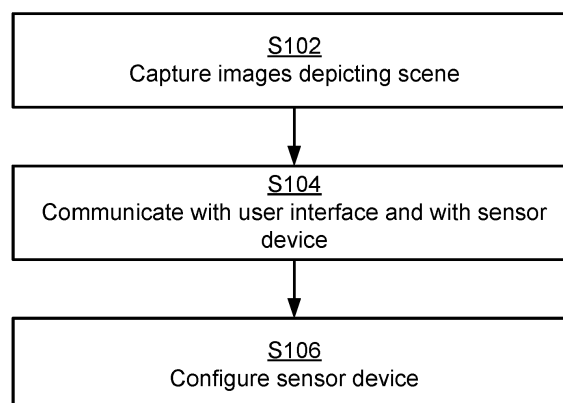 S102
Capture images depicting scene
S104
Communicate with user interface and with sensor
device
S106
Configure sensor device